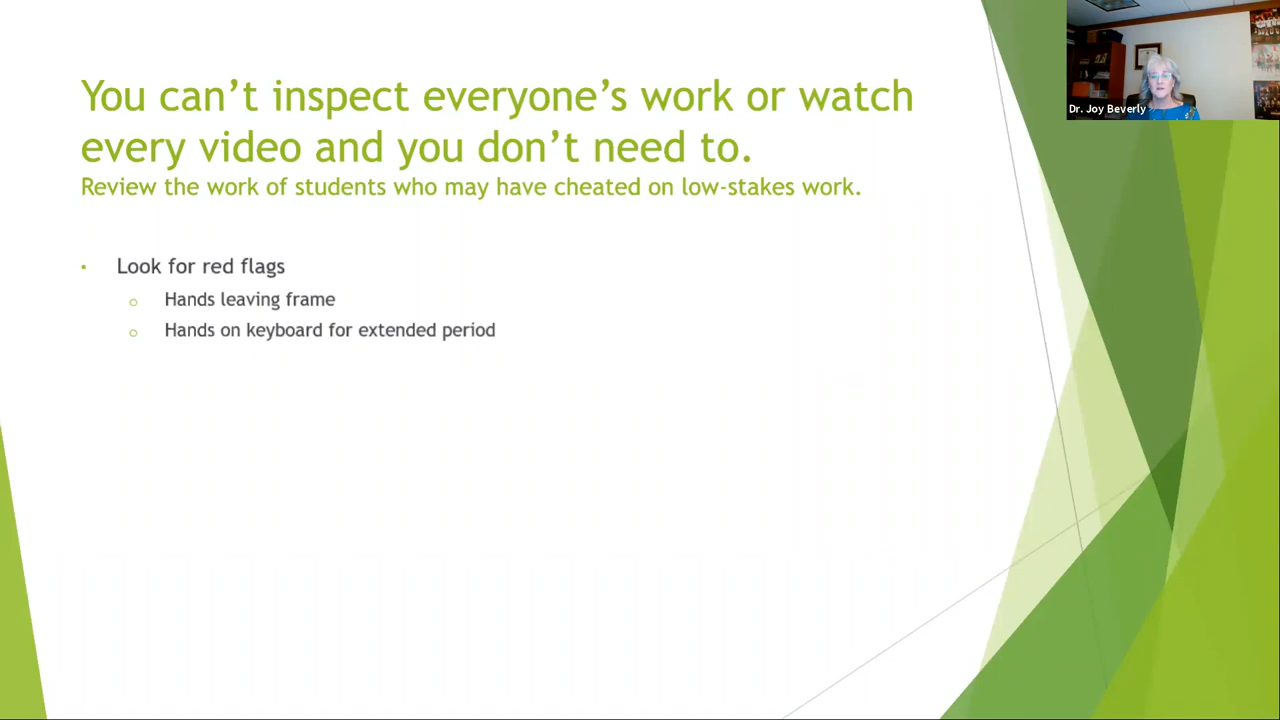 You can't inspect everyone's work or watch
every video and you don't need to.
Review the work of students who may have cheated on low-stakes work.
• Look for red flags
o Hands leaving frame
o Hands on keyboard for extended period
Dr. Joy Beverly